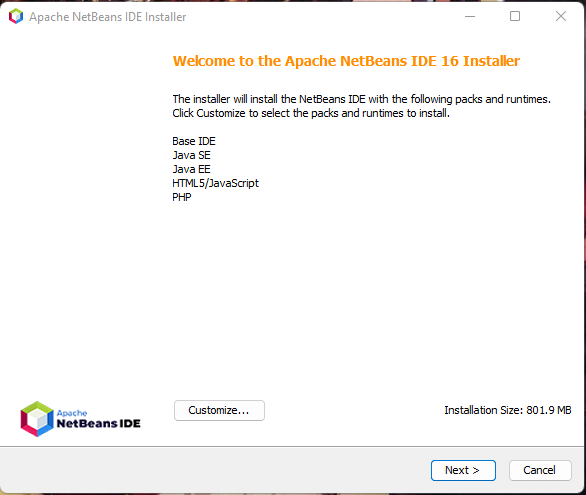 Apache NetBeans IDE Installer
Welcome to the Apache NetBeans IDE 16 Installer
The installer will install the NetBeans IDE with the following packs and runtimes.
Click Customize to select the packs and runtimes to install.
Base IDE
Java SE
Java EE
HTML5/JavaScript
PHP
Apache
NetBeans IDE
Customize...
Installation Size: 801.9 MB
Next >
Cancel